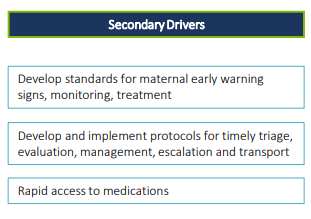 Secondary Drivers
Develop standards for maternal early warning
signs, monitoring, treatment
Develop and implement protocols for timely triage,
evaluation, management, escalation and transport
Rapid access to medications